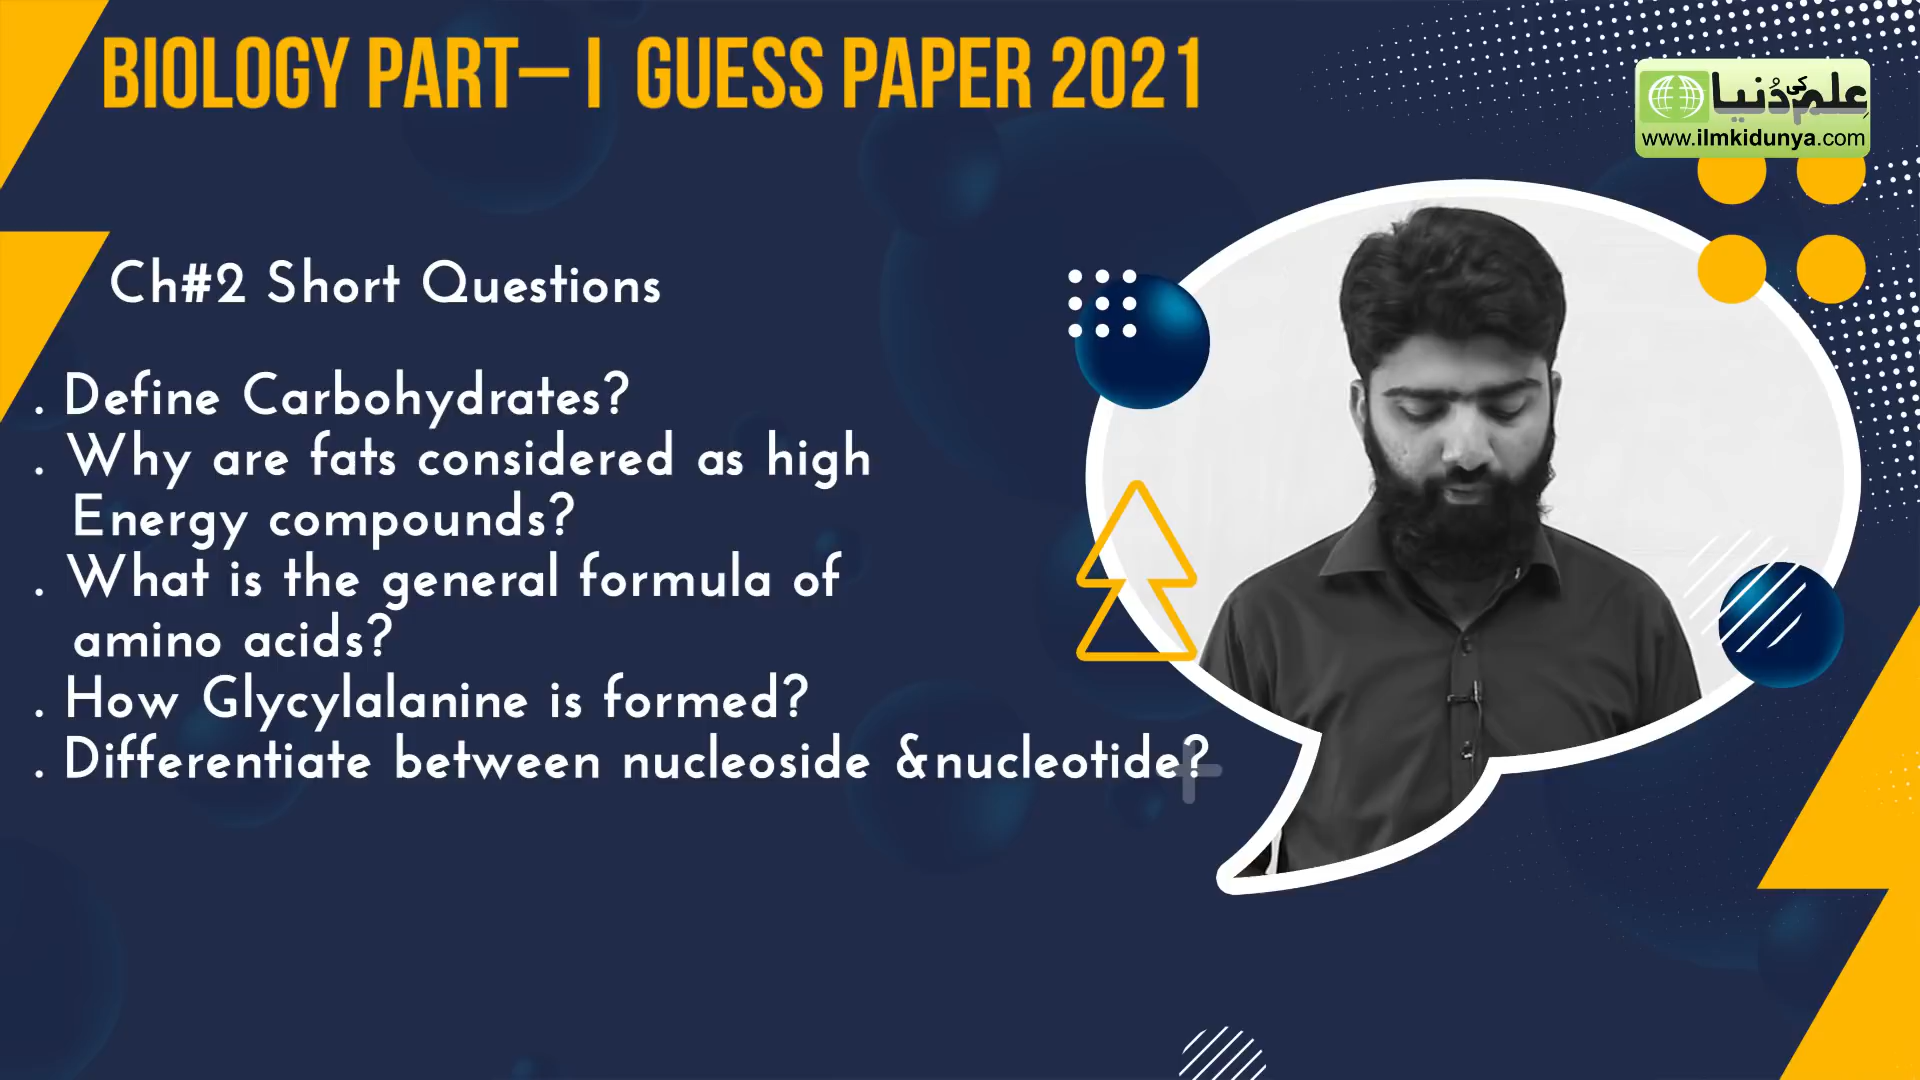 BIOLOGY PART– I GUESS PAPER 2021
علم کی دُنیا
www.ilmkidunya.com
Ch#2 Short Questions
. Define Carbohydrates?
. Why are fats considered as high
Energy compounds?
. What is the general formula of
amino acids?
. How Glycylalanine is formed?
. Differentiate between nucleoside &nucleotide?